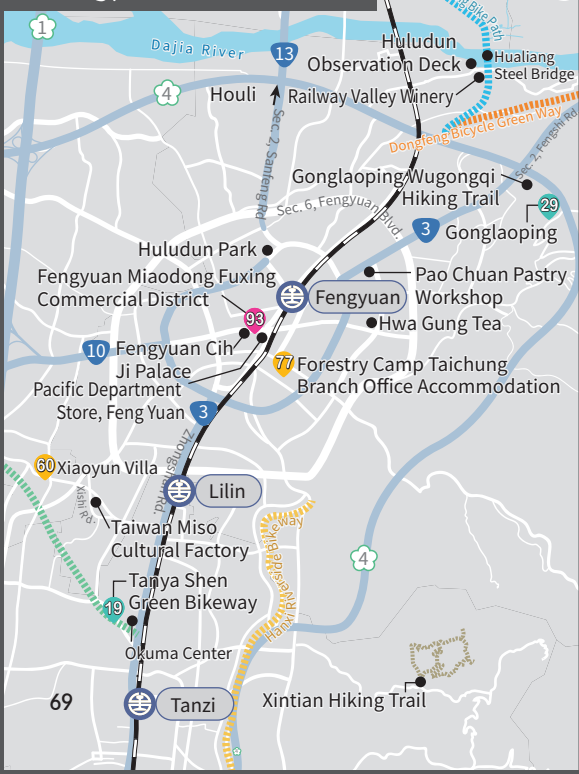 Bike Path
1
Dajia River
13
Huludun
Observation Deck
Hualiang
Steel Bridge
4
Houli
Railway Valley Winery
Dongfeng Bicycle Green Way
Sec. 2, Sanfeng Rd
Sec. 2, Fengshi Rd
Gonglaoping Wugongqi
Hiking Trail
29
Sec. 6, Fengyuan Blvd.
3
Gonglaoping
Huludun Park
Fengyuan Miaodong Fuxing
Commercial District
Pao Chuan Pastry
Workshop
Fengyuan
93
Hwa Gung Tea
10
Fengyuan Cih
Ji Palace
77
Forestry Camp Taichung
Branch Office Accommodation
Pacific Department
Store, Feng Yuan
3
Zhongshan Rd.
60
Xiaoyun Villa
Xishi Rd.
Lilin
Taiwan Miso
Cultural Factory
Hanxi Riverside Bikeway
4
Tanya Shen
Green Bikeway
19
Okuma Center
69
Tanzi
Xintian Hiking Trail